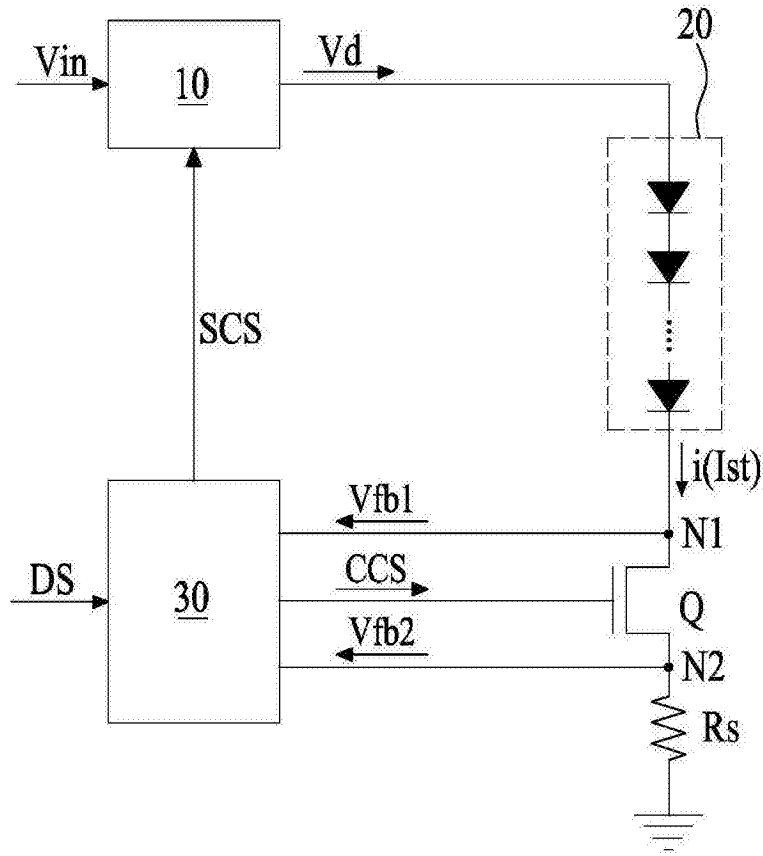 20
Vin
10
Vd
SCS
i(Ist)
Vfb1
N1
DS
30
CCS
Q
Vfb2
N2
Rs